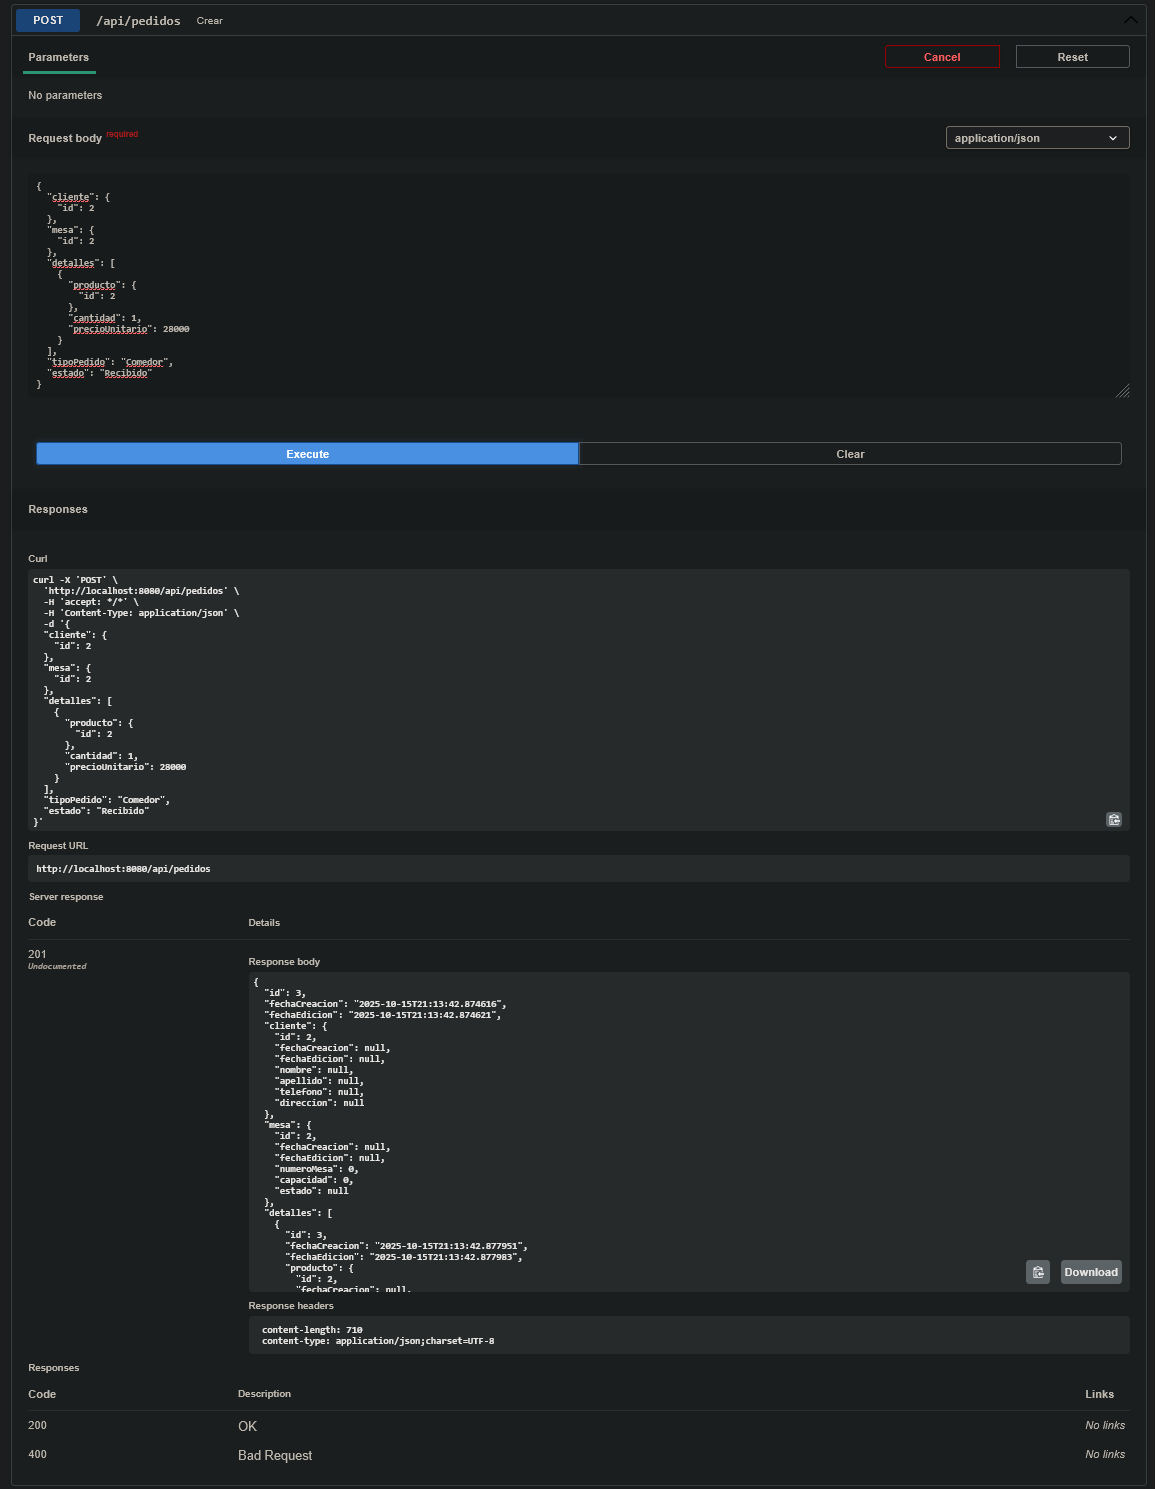 POST /api/pedidos Crear
Parameters
Cancel
Reset
No parameters
Request body required
application/json
{
  "cliente": {
    "id": 2
  },
  "mesa": {
    "id": 2
  },
  "detalles": [
    {
      "producto": {
        "id": 2
      },
      "cantidad": 1,
      "precioUnitario": 28000
    }
  ],
  "tipoPedido": "Comedor",
  "estado": "Recibido"
}
Execute
Clear
Responses
Curl
curl -X 'POST' \
  'http://localhost:8080/api/pedidos' \
  -H 'accept: */*' \
  -H 'Content-Type: application/json' \
  -d '{
  "cliente": {
    "id": 2
  },
  "mesa": {
    "id": 2
  },
  "detalles": [
    {
      "producto": {
        "id": 2
      },
      "cantidad": 1,
      "precioUnitario": 28000
    }
  ],
  "tipoPedido": "Comedor",
  "estado": "Recibido"
}'
Request URL
http://localhost:8080/api/pedidos
Server response
Code Details
201
Undocumented
Response body
{
  "id": 3,
  "fechaCreacion": "2025-10-15T21:13:42.874616",
  "fechaEdicion": "2025-10-15T21:13:42.874621",
  "cliente": {
    "id": 2,
    "fechaCreacion": null,
    "fechaEdicion": null,
    "nombre": null,
    "apellido": null,
    "telefono": null,
    "direccion": null
  },
  "mesa": {
    "id": 2,
    "fechaCreacion": null,
    "fechaEdicion": null,
    "numeroMesa": 0,
    "capacidad": 0,
    "estado": null
  },
  "detalles": [
    {
      "id": 3,
      "fechaCreacion": "2025-10-15T21:13:42.877951",
      "fechaEdicion": "2025-10-15T21:13:42.877983",
      "producto": {
        "id": 2,
        "fechaCreacion": null,
Download
Response headers
content-length: 710
content-type: application/json;charset=UTF-8
Responses
Code Description Links
200 OK No links
400 Bad Request No links